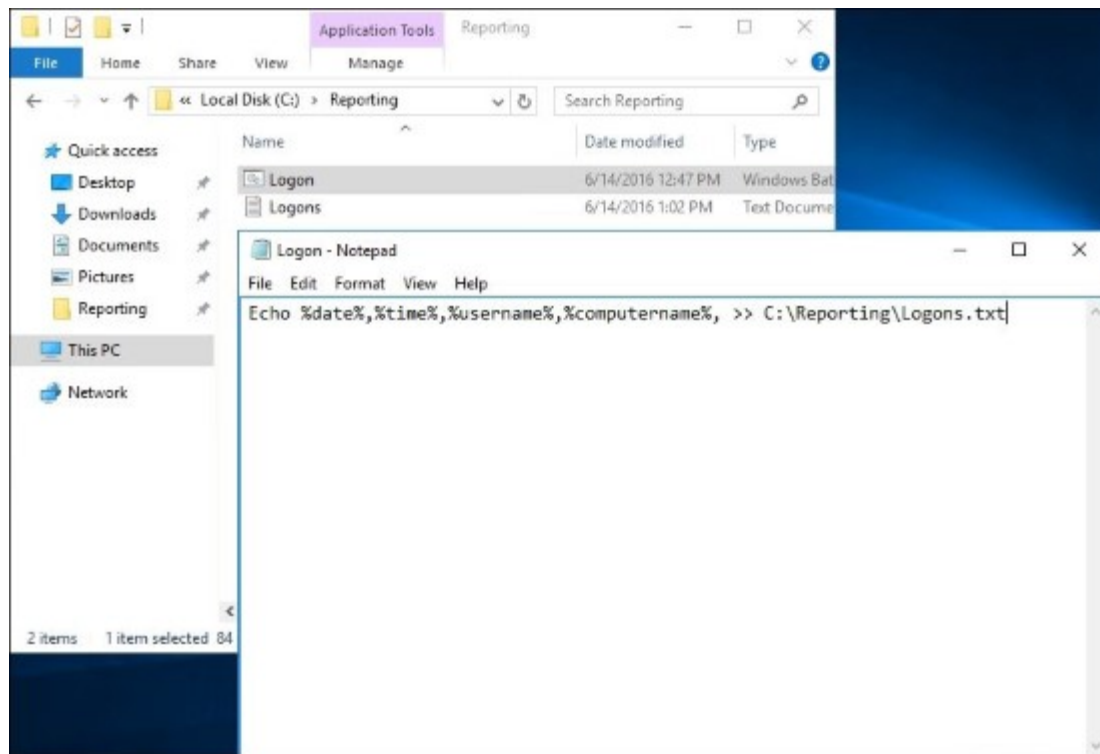 Application Tools
Reporting
File
Home
Share
View
Manage
« Local Disk (C:) › Reporting
Search Reporting
Quick access
Desktop
Downloads
Documents
Pictures
Reporting
This PC
Network
Name
Date modified
Type
Logon
6/14/2016 12:47 PM
Windows Bat
Logons
6/14/2016 1:02 PM
Text Docume
2 items
1 item selected
84
Logon - Notepad
File Edit Format View Help
Echo %date%,%time%,%username%,%computername%, >> C:\Reporting\Logons.txt